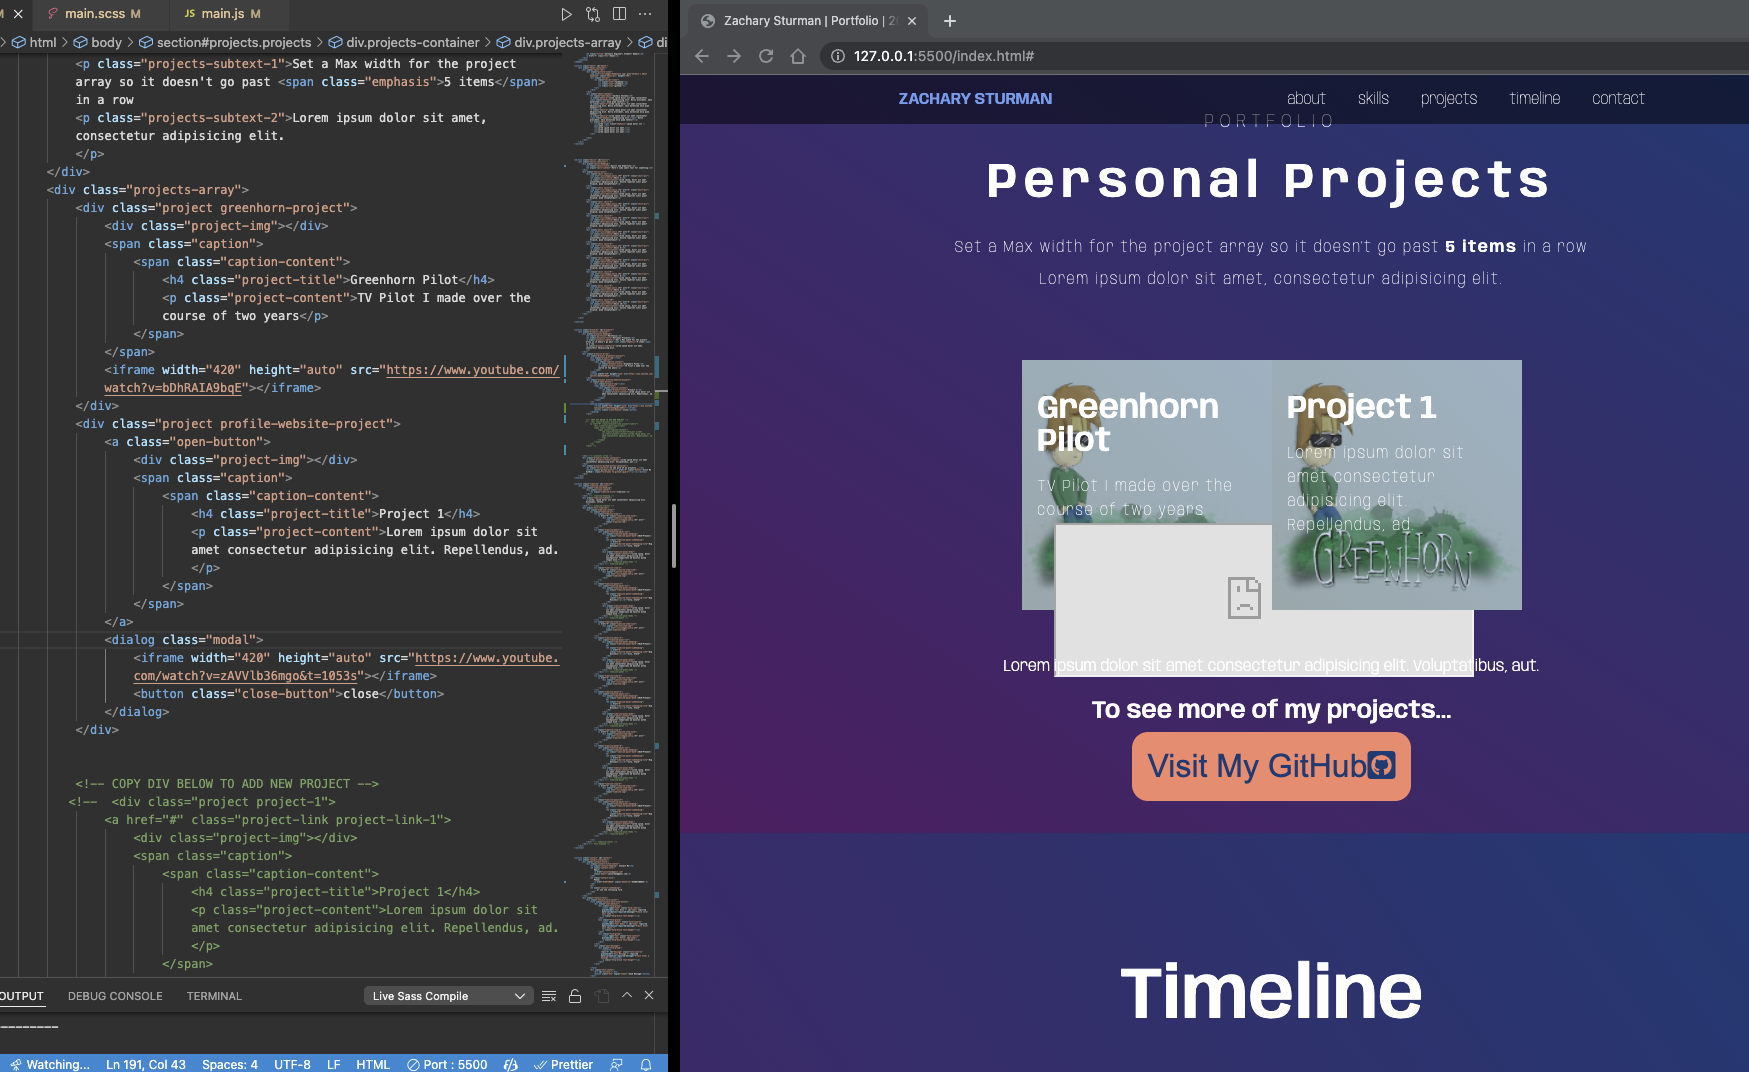 M
main.scss M
JS main.js M
html > body > section#projects.projects > div.projects-container > div.projects-array > di
<p class="projects-subtext-1">Set a Max width for the project
array so it doesn't go past <span class="emphasis">5 items</span>
in a row
<p class="projects-subtext-2">Lorem ipsum dolor sit amet,
consectetur adipisicing elit.
</p>
</div>
<div class="projects-array">
<div class="project greenhorn-project">
<div class="project-img"></div>
<span class="caption">
<span class="caption-content">
<h4 class="project-title">Greenhorn Pilot</h4>
<p class="project-content">TV Pilot I made over the
course of two years</p>
</span>
</span>
<iframe width="420" height="auto" src="https://www.youtube.com/
watch?v=bDhRAIA9bqE"></iframe>
</div>
<div class="project profile-website-project">
<a class="open-button">
<div class="project-img"></div>
<span class="caption">
<span class="caption-content">
<h4 class="project-title">Project 1</h4>
<p class="project-content">Lorem ipsum dolor sit
amet consectetur adipisicing elit. Repellendus, ad.
</p>
</span>
</span>
</a>
<dialog class="modal">
<iframe width="420" height="auto" src="https://www.youtube.
com/watch?v=zAVVlb36mgo&t=1053s"></iframe>
<button class="close-button">close</button>
</dialog>
</div>
<!-- COPY DIV BELOW TO ADD NEW PROJECT -->
<!-- <div class="project project-1">
<a href="#" class="project-link project-link-1">
<div class="project-img"></div>
<span class="caption">
<span class="caption-content">
<h4 class="project-title">Project 1</h4>
<p class="project-content">Lorem ipsum dolor sit
amet consectetur adipisicing elit. Repellendus, ad.
</p>
</span>
OUTPUT DEBUG CONSOLE TERMINAL Live Sass Compile
---------
Watching... Ln 191, Col 43 Spaces: 4 UTF-8 LF HTML Port : 5500 Prettier
Zachary Sturman | Portfolio | 2
127.0.0.1:5500/index.html#
ZACHARY STURMAN about skills projects timeline contact
PORTFOLIO
Personal Projects
Set a Max width for the project array so it doesn't go past 5 items in a row
Lorem ipsum dolor sit amet, consectetur adipisicing elit.
Greenhorn
Pilot
TV Pilot I made over the
course of two years
Project 1
Lorem ipsum dolor sit
amet consectetur
adipisicing elit.
Repellendus, ad.
GREENHORN
Lorem ipsum dolor sit amet consectetur adipisicing elit. Voluptatibus, aut.
To see more of my projects...
Visit My GitHub
Timeline